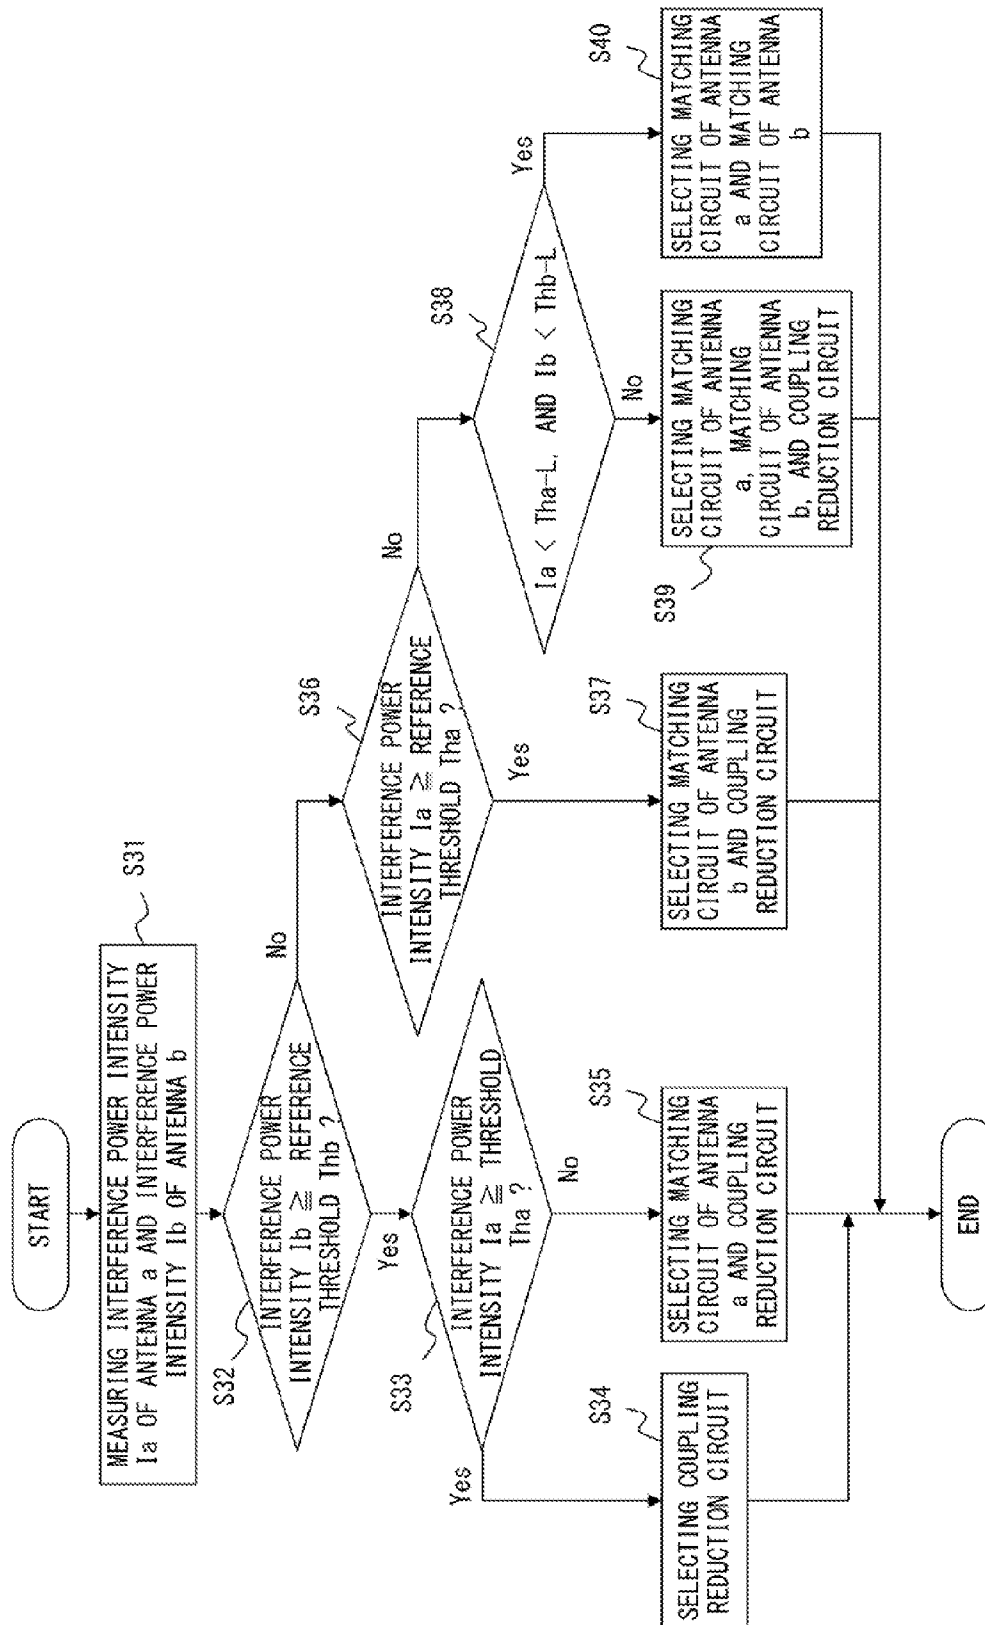 START
S31
MEASURING INTERFERENCE POWER INTENSITY
Ia OF ANTENNA a AND INTERFERENCE POWER
INTENSITY Ib OF ANTENNA b
S32
INTERFERENCE POWER
INTENSITY Ib ≧ REFERENCE
THRESHOLD Thb ?
No
Yes
S33
INTERFERENCE POWER
INTENSITY Ia ≧ THRESHOLD
Tha ?
Yes
No
S36
INTERFERENCE POWER
INTENSITY Ia ≧ REFERENCE
THRESHOLD Tha ?
No
Yes
S38
Ia < Tha-L, AND Ib < Thb-L
Yes
No
S34
SELECTING COUPLING
REDUCTION CIRCUIT
S35
SELECTING MATCHING
CIRCUIT OF ANTENNA
a AND COUPLING
REDUCTION CIRCUIT
S37
SELECTING MATCHING
CIRCUIT OF ANTENNA
b AND COUPLING
REDUCTION CIRCUIT
S39
SELECTING MATCHING
CIRCUIT OF ANTENNA
a, MATCHING
CIRCUIT OF ANTENNA
b, AND COUPLING
REDUCTION CIRCUIT
S40
SELECTING MATCHING
CIRCUIT OF ANTENNA
a AND MATCHING
CIRCUIT OF ANTENNA
b
END